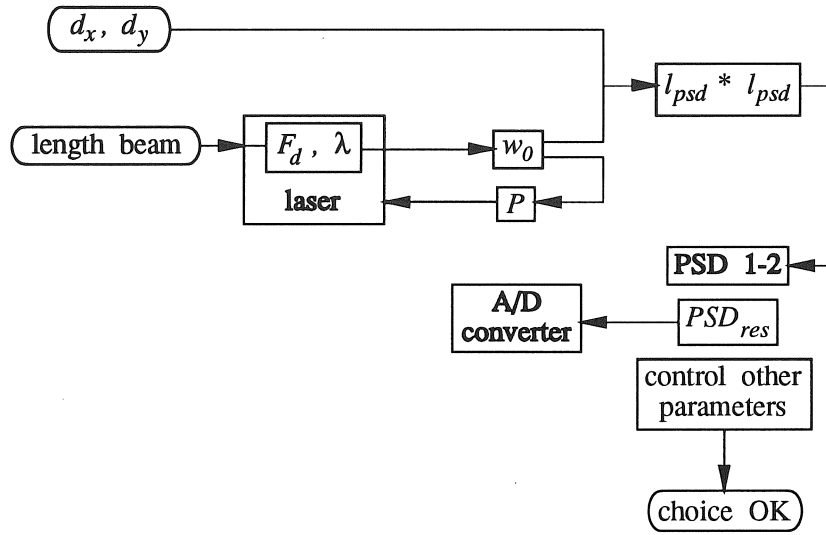 d_x, d_y
l_psd * l_psd
length beam
F_d, λ
w_0
laser
P
PSD 1-2
A/D
converter
PSD_res
control other
parameters
choice OK